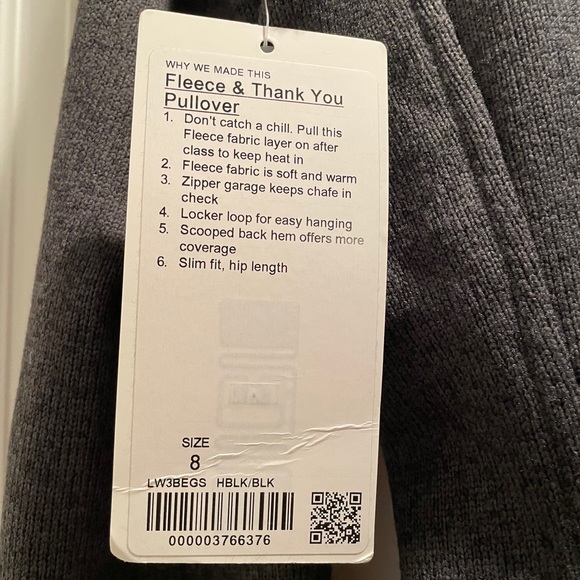 WHY WE MADE THIS
Fleece & Thank You
Pullover
1. Don't catch a chill. Pull this
Fleece fabric layer on after
class to keep heat in
2. Fleece fabric is soft and warm
3. Zipper garage keeps chafe in
check
4. Locker loop for easy hanging
5. Scooped back hem offers more
coverage
6. Slim fit, hip length
SIZE
8
LW3BEGS HBLK/BLK
000003766376